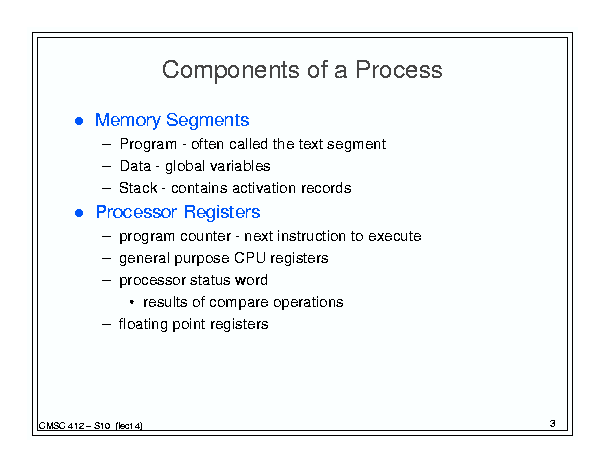 Components of a Process
● Memory Segments
– Program - often called the text segment
– Data - global variables
– Stack - contains activation records
● Processor Registers
– program counter - next instruction to execute
– general purpose CPU registers
– processor status word
• results of compare operations
– floating point registers
CMSC 412 – S10 (lect 4)
3